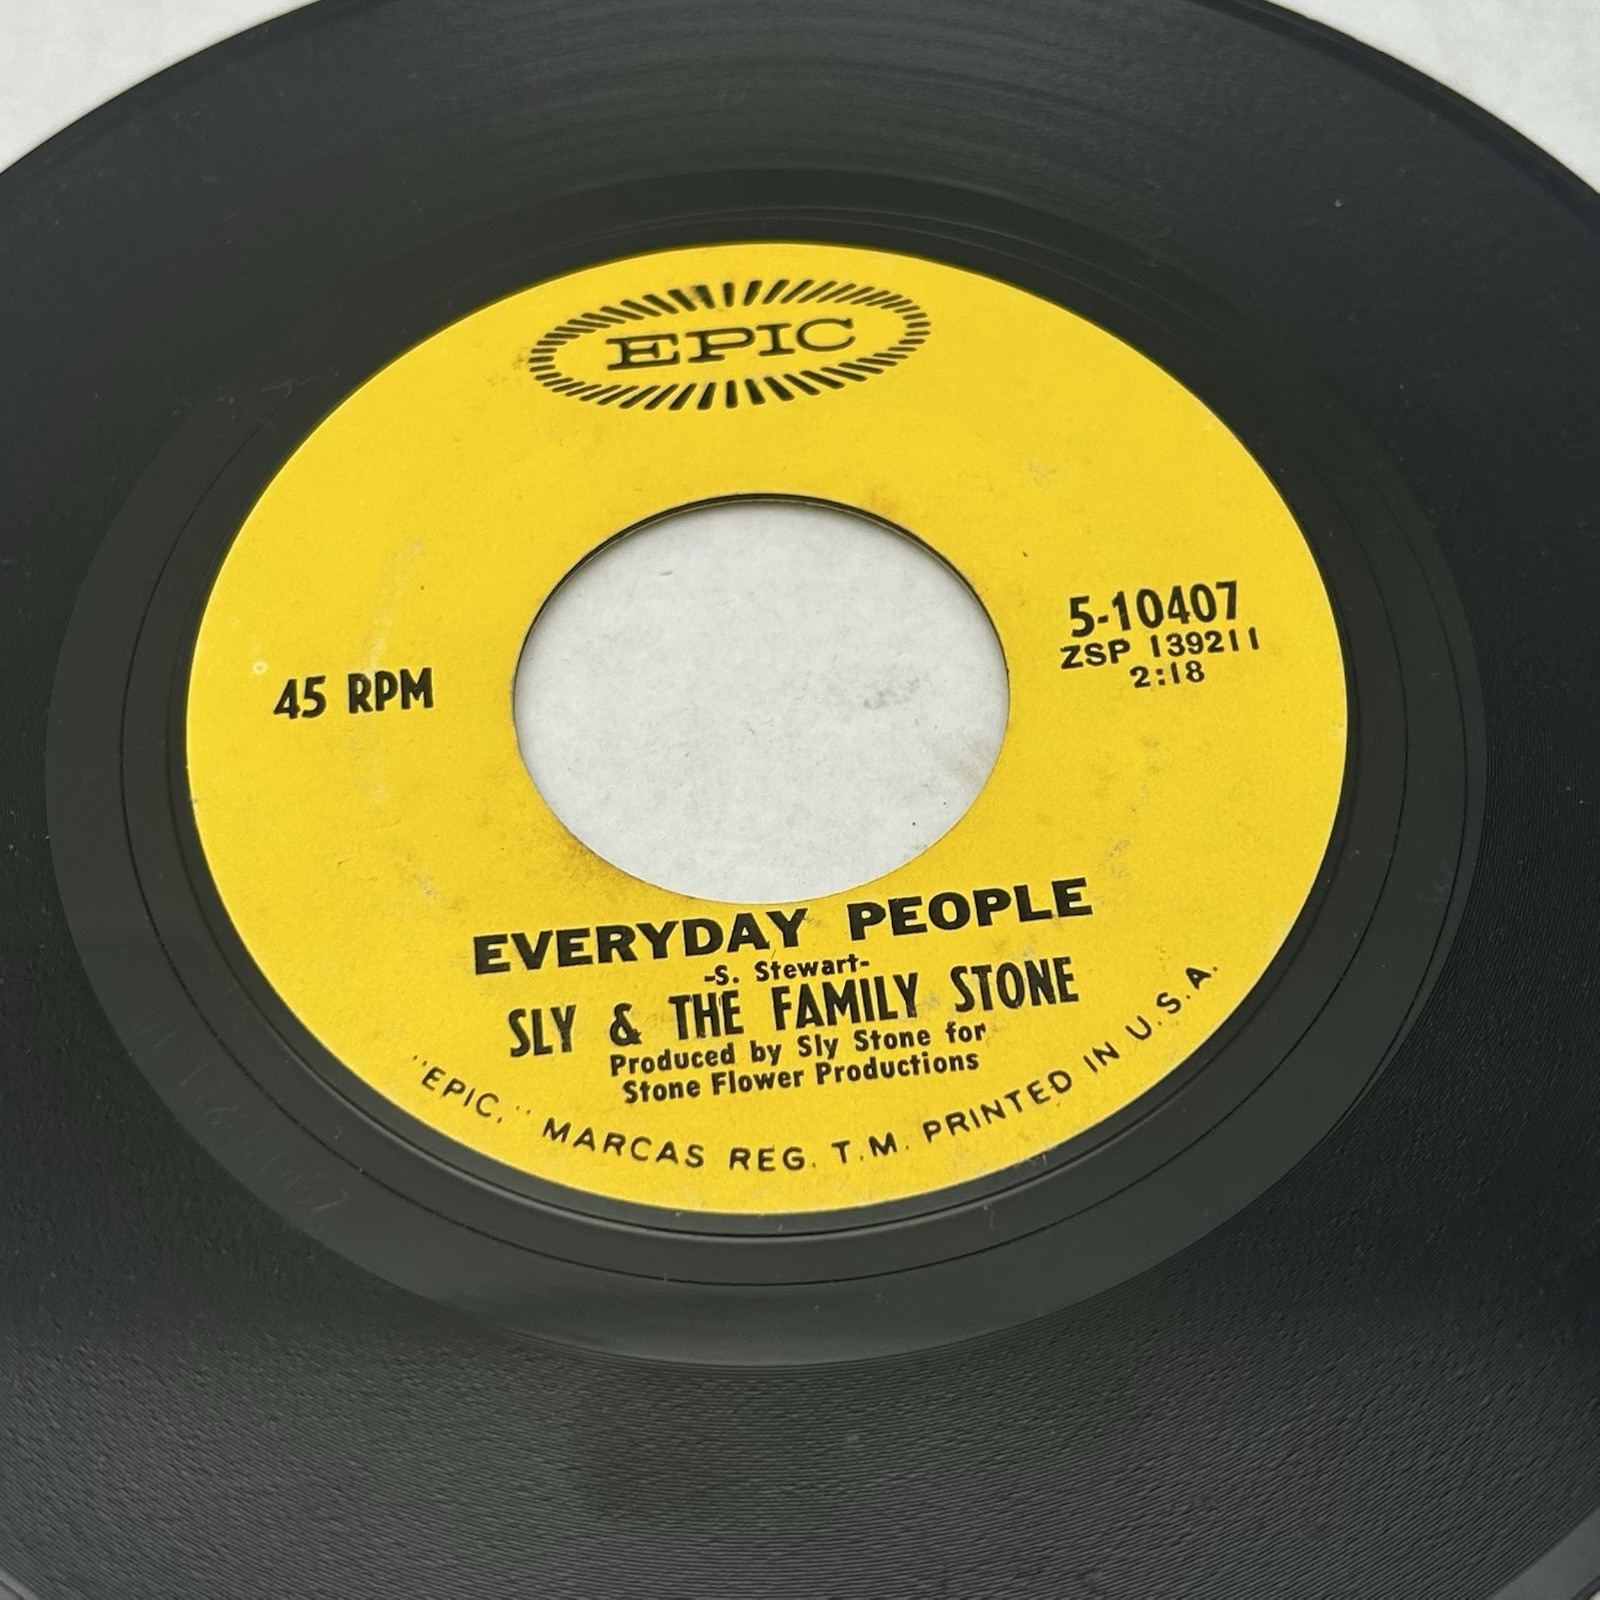 EPIC
5-10407
ZSP 139211
2:18
45 RPM
EVERYDAY PEOPLE
-S. Stewart-
SLY & THE FAMILY STONE
Produced by Sly Stone for
Stone Flower Productions
"EPIC," MARCAS REG. T.M. PRINTED IN U.S.A.